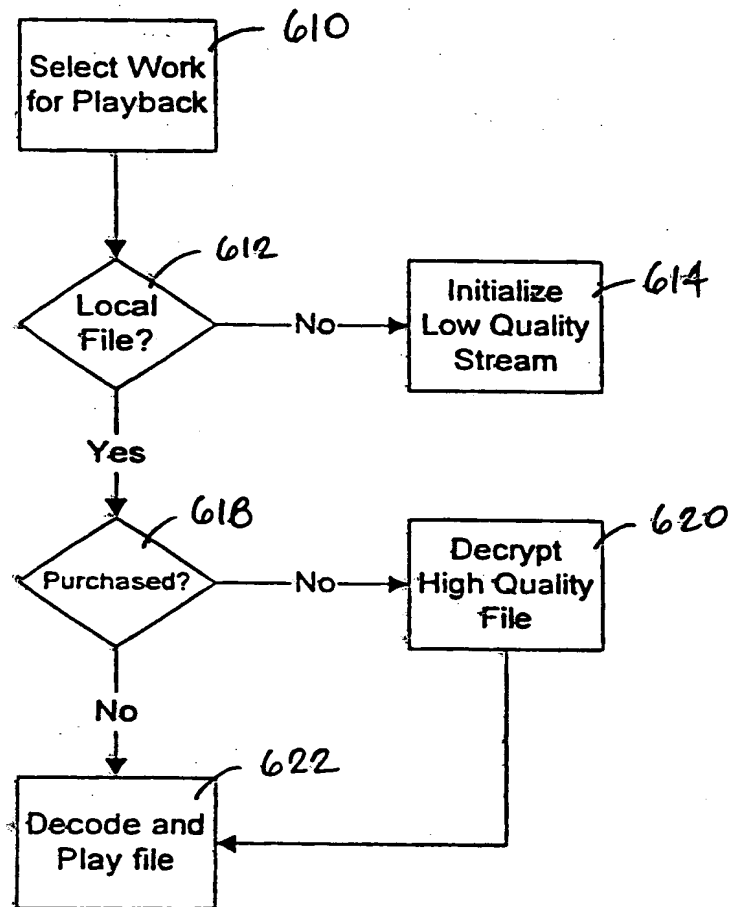 610
Select Work
for Playback
612
Local
File?
No
Initialize
Low Quality
Stream
614
Yes
618
Purchased?
No
Decrypt
High Quality
File
620
No
622
Decode and
Play file